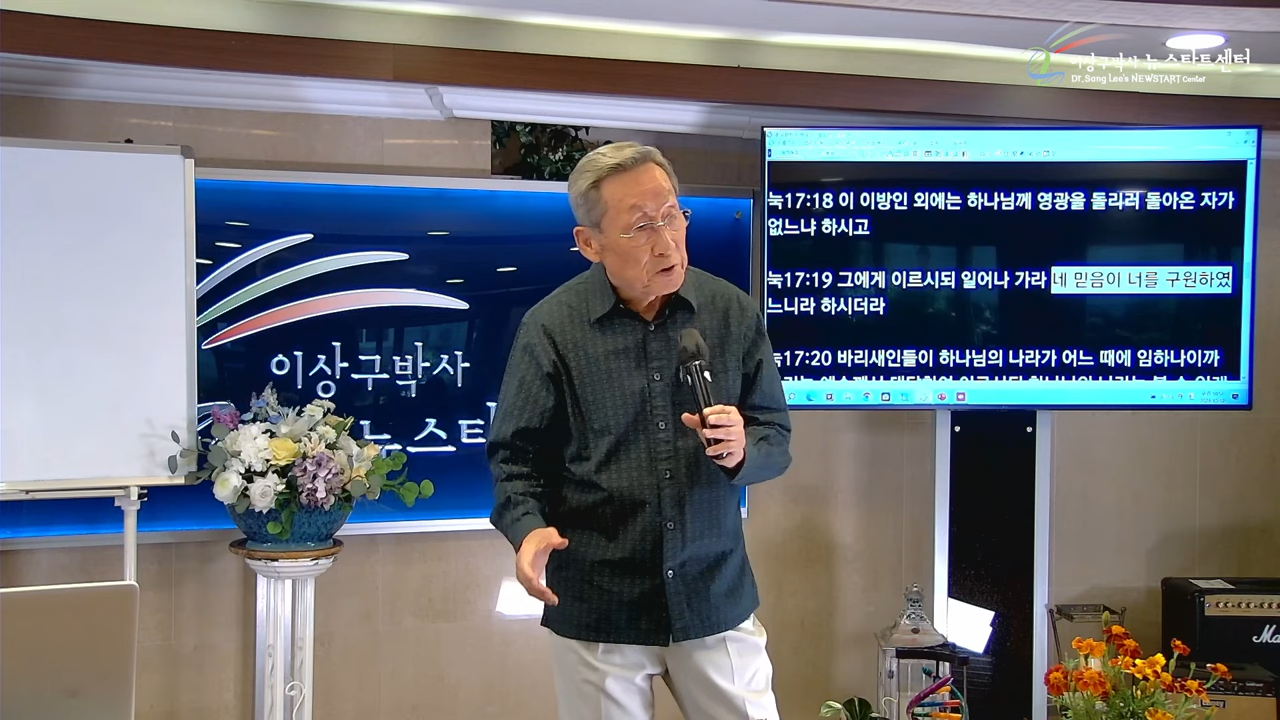 이상구박사 뉴스타트센터
Dr. Sang Lee's NEWSTART Center
눅17:18 이 이방인 외에는 하나님께 영광을 돌리러 돌아온 자가
없느냐 하시고
눅17:19 그에게 이르시되 일어나 가라 네 믿음이 너를 구원하였
느니라 하시더라
눅17:20 바리새인들이 하나님의 나라가 어느 때에 임하나이까
이상구박사
뉴스타